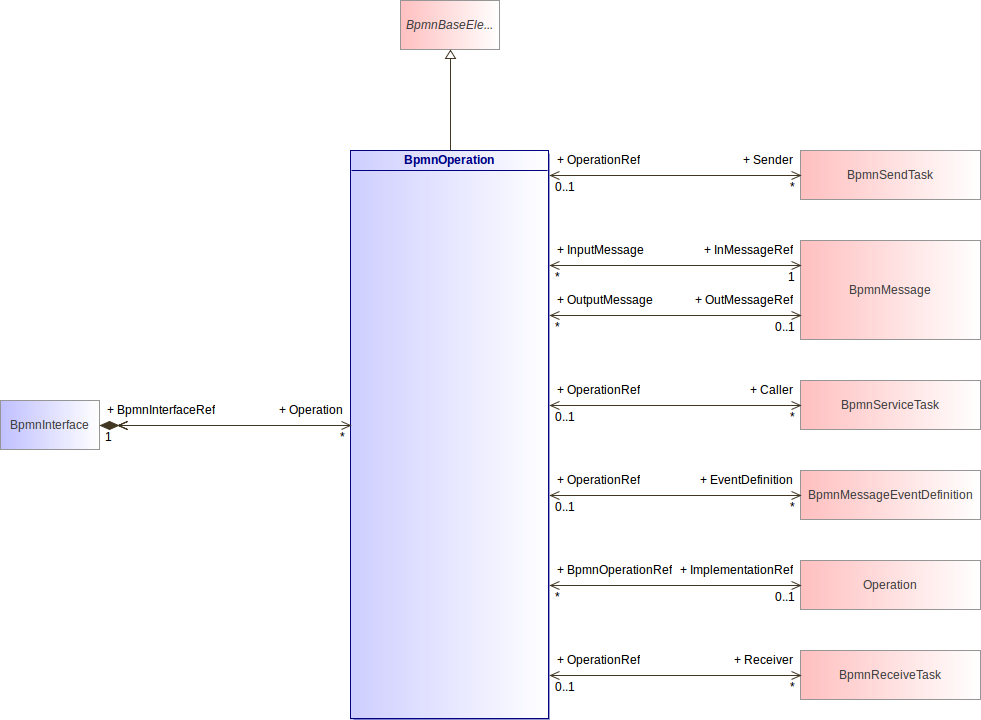 BpmnBaseEle...
BpmnOperation
+ OperationRef
+ Sender
0..1
*
BpmnSendTask
+ InputMessage
+ InMessageRef
*
1
BpmnMessage
+ OutputMessage
+ OutMessageRef
*
0..1
+ OperationRef
+ Caller
0..1
*
BpmnServiceTask
BpmnInterface
+ BpmnInterfaceRef
+ Operation
1
*
+ OperationRef
+ EventDefinition
0..1
*
BpmnMessageEventDefinition
+ BpmnOperationRef
+ ImplementationRef
*
0..1
Operation
+ OperationRef
+ Receiver
0..1
*
BpmnReceiveTask